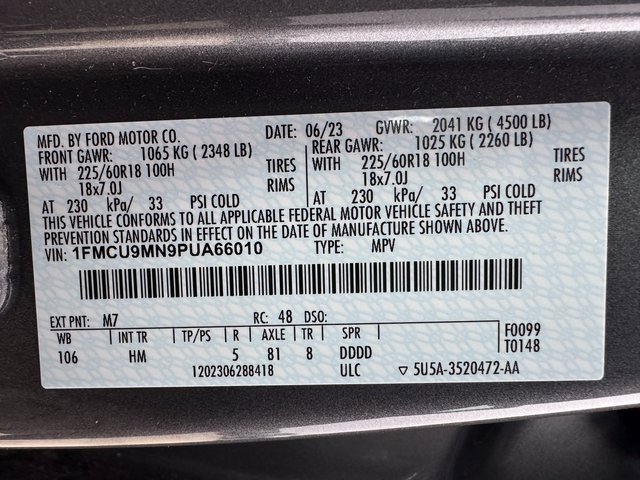 MFD. BY FORD MOTOR CO. DATE: 06/23 GVWR: 2041 KG ( 4500 LB)
FRONT GAWR: 1065 KG ( 2348 LB) REAR GAWR: 1025 KG ( 2260 LB)
WITH 225/60R18 100H TIRES WITH 225/60R18 100H TIRES
18x7.0J RIMS 18x7.0J RIMS
AT 230 kPa/ 33 PSI COLD AT 230 kPa/ 33 PSI COLD
THIS VEHICLE CONFORMS TO ALL APPLICABLE FEDERAL MOTOR VEHICLE SAFETY AND THEFT
PREVENTION STANDARDS IN EFFECT ON THE DATE OF MANUFACTURE SHOWN ABOVE.
VIN: 1FMCU9MN9PUA66010 TYPE: MPV
EXT PNT: M7 RC: 48 DSO:
WB INT TR TP/PS R AXLE TR SPR F0099
106 HM 5 81 8 DDDD T0148
1202306288418 ULC ▽ 5U5A-3520472-AA